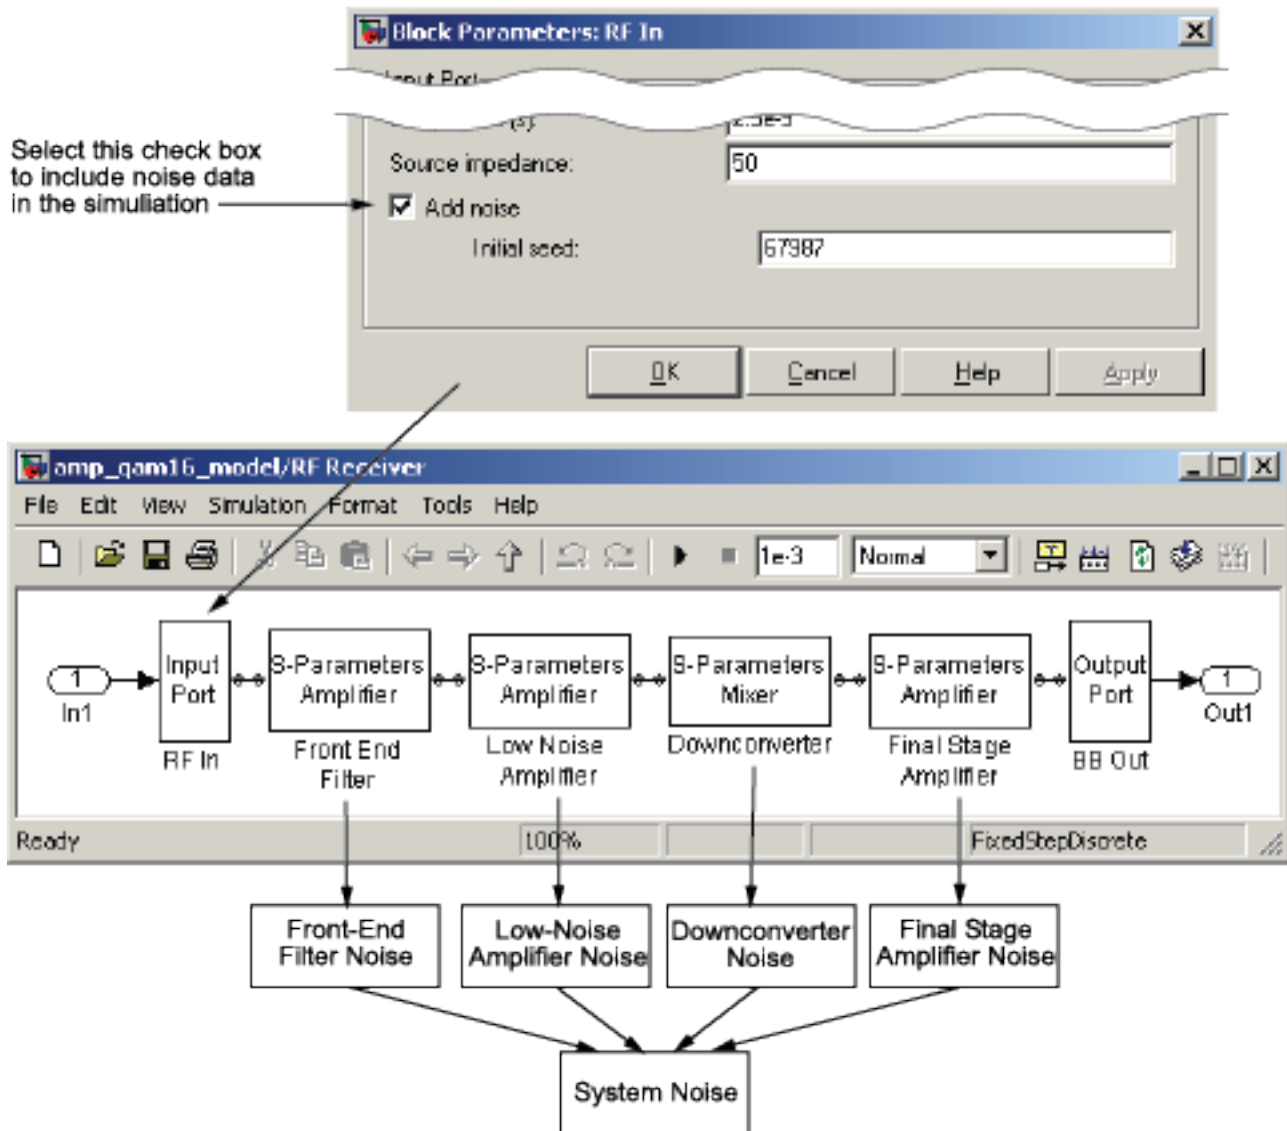 Block Parameters: RF In
Input Port
(s):
Select this check box
to include noise data
in the simuliation
Source impedance:
50
Add noise
Initial seed:
67987
OK
Cancel
Help
Apply
amp_qam16_model/RF Receiver
File Edit View Simulation Format Tools Help
1e-3
Normal
1
In1
Input
Port
RF In
S-Parameters
Amplifier
Front End
Filter
S-Parameters
Amplifier
Low Noise
Amplifier
S-Parameters
Mixer
Downconverter
S-Parameters
Amplifier
Final Stage
Amplifier
Output
Port
BB Out
1
Out1
Ready
100%
FixedStepDiscrete
Front-End
Filter Noise
Low-Noise
Amplifier Noise
Downconverter
Noise
Final Stage
Amplifier Noise
System Noise